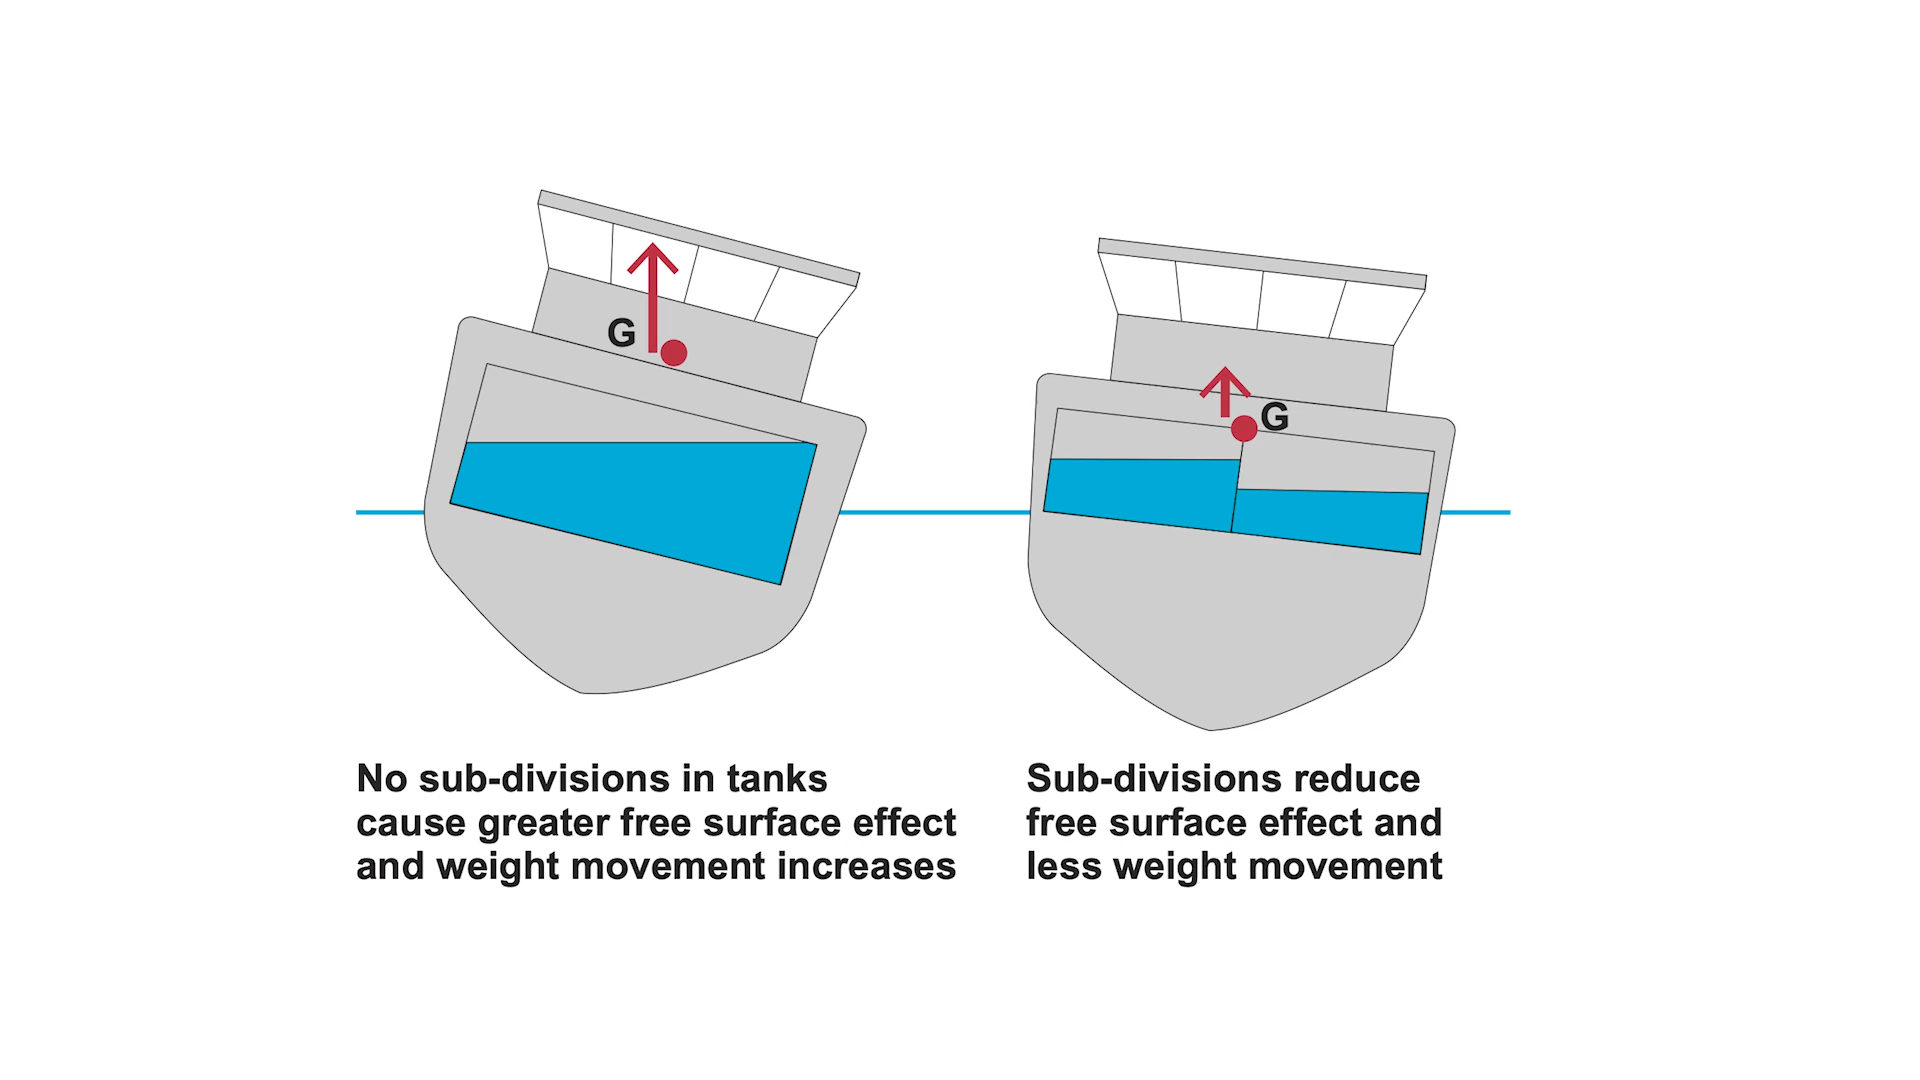 G
G
No sub-divisions in tanks
cause greater free surface effect
and weight movement increases
Sub-divisions reduce
free surface effect and
less weight movement